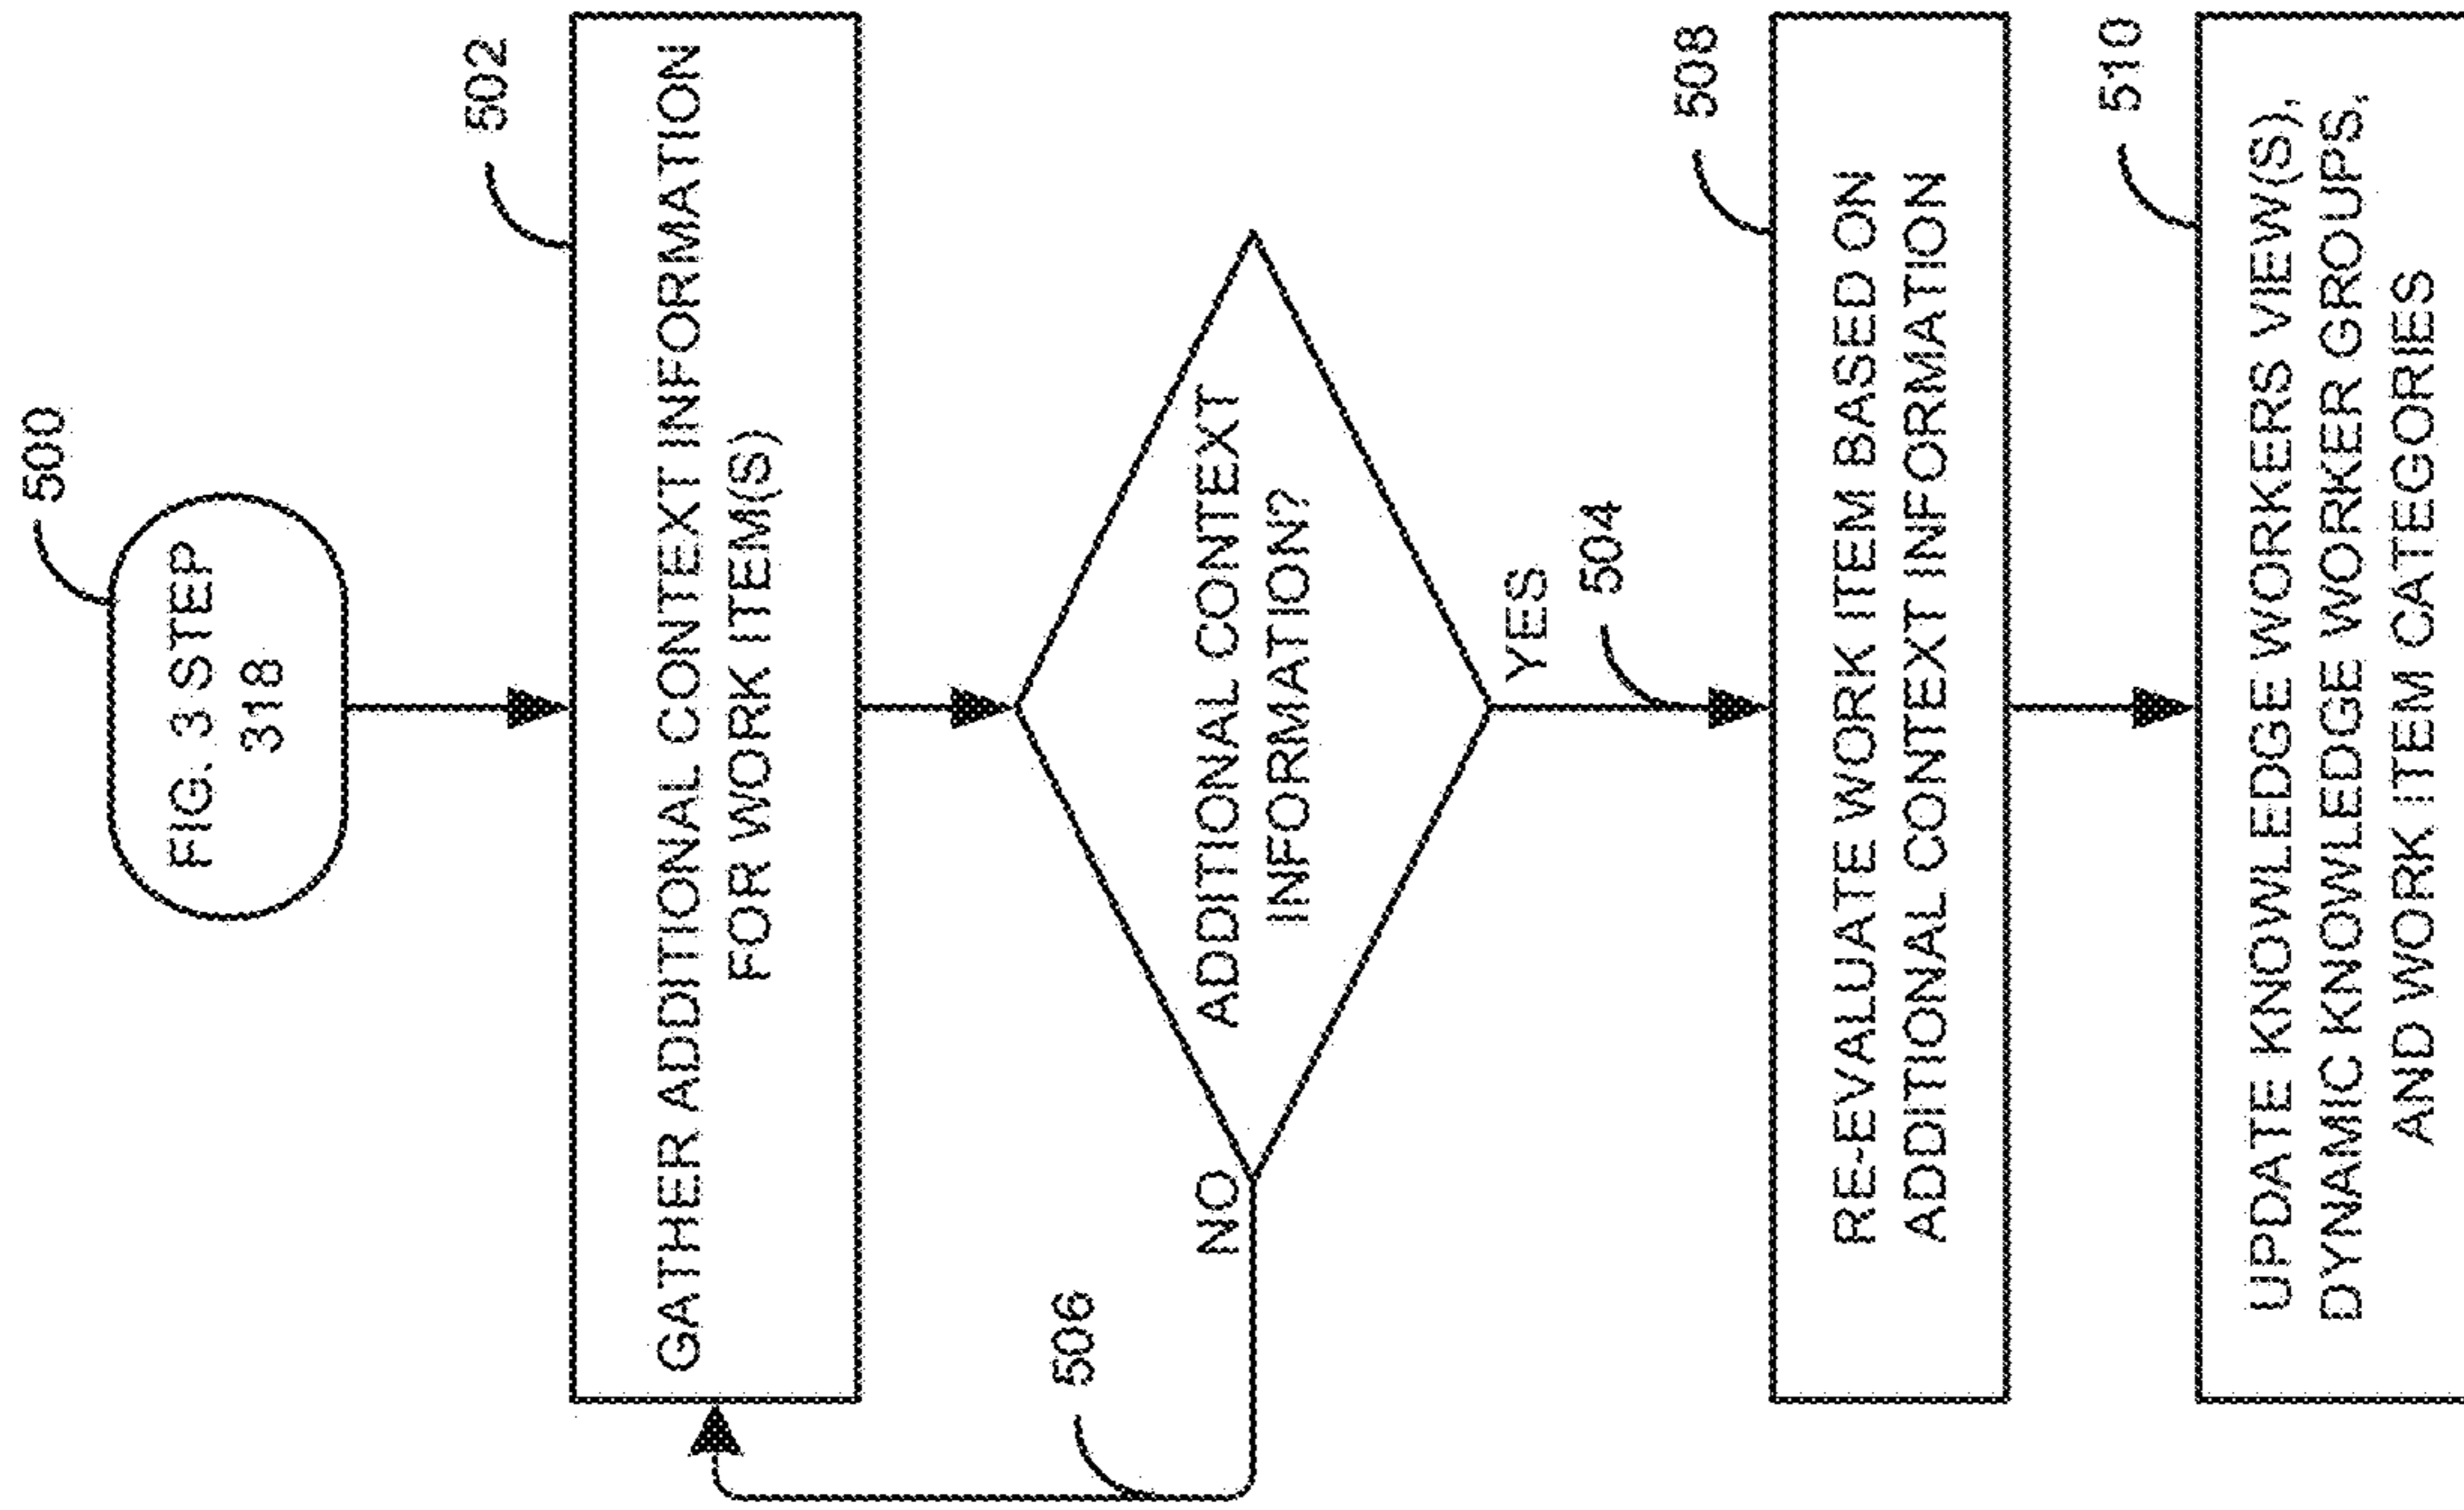 500
FIG. 3 STEP
318
502
GATHER ADDITIONAL CONTEXT INFORMATION
FOR WORK ITEM(S)
ADDITIONAL CONTEXT
INFORMATION?
NO
506
YES
504
508
RE-EVALUATE WORK ITEM BASED ON
ADDITIONAL CONTEXT INFORMATION
510
UPDATE KNOWLEDGE WORKERS VIEW(S),
DYNAMIC KNOWLEDGE WORKER GROUPS,
AND WORK ITEM CATEGORIES